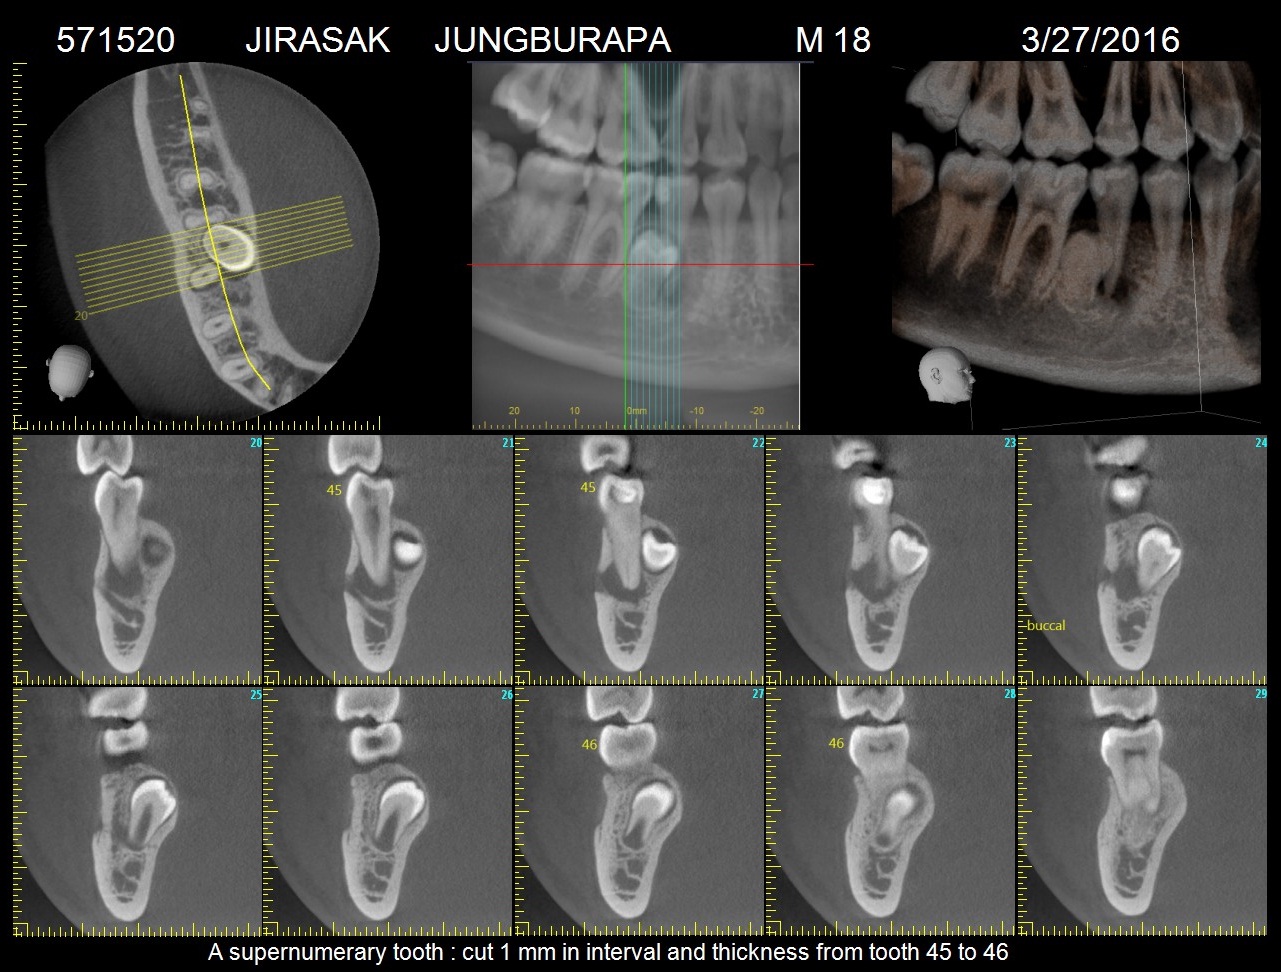 571520 JIRASAK JUNGBURAPA M 18 3/27/2016
20
20 10 0mm -10 -20
20 21 22 23 24
45 45
buccal
25 26 27 28 29
46 46
A supernumerary tooth : cut 1 mm in interval and thickness from tooth 45 to 46